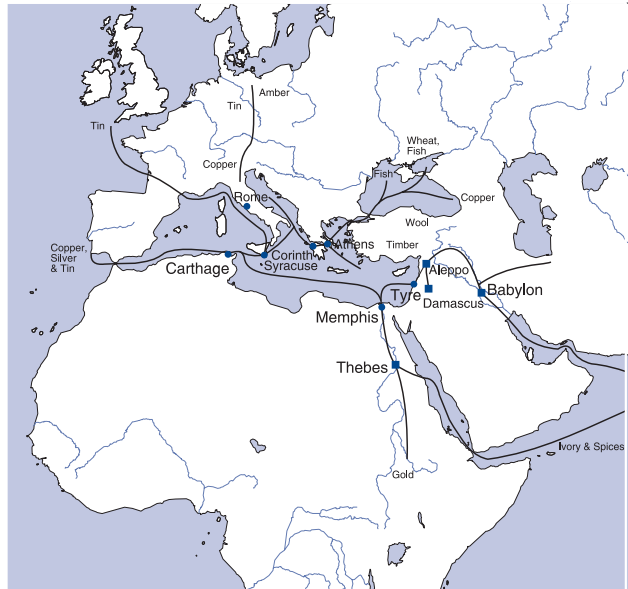 Amber
Tin
Tin
Wheat,
Fish
Copper
Fish
Copper
Rome
Wool
Athens
Timber
Copper,
Silver
& Tin
Corinth
Syracuse
Carthage
Aleppo
Tyre
Babylon
Damascus
Memphis
Thebes
Ivory & Spices
Gold